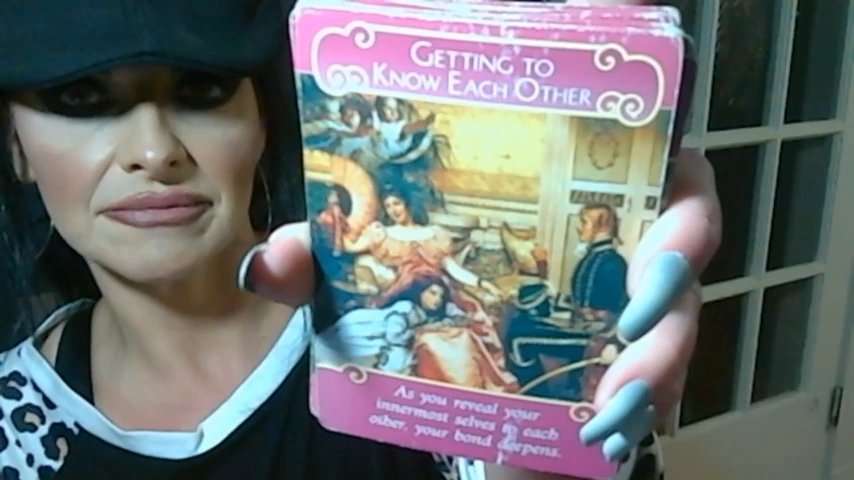 Getting to
Know Each Other
As you reveal your
innermost selves to each
other, your bond deepens.